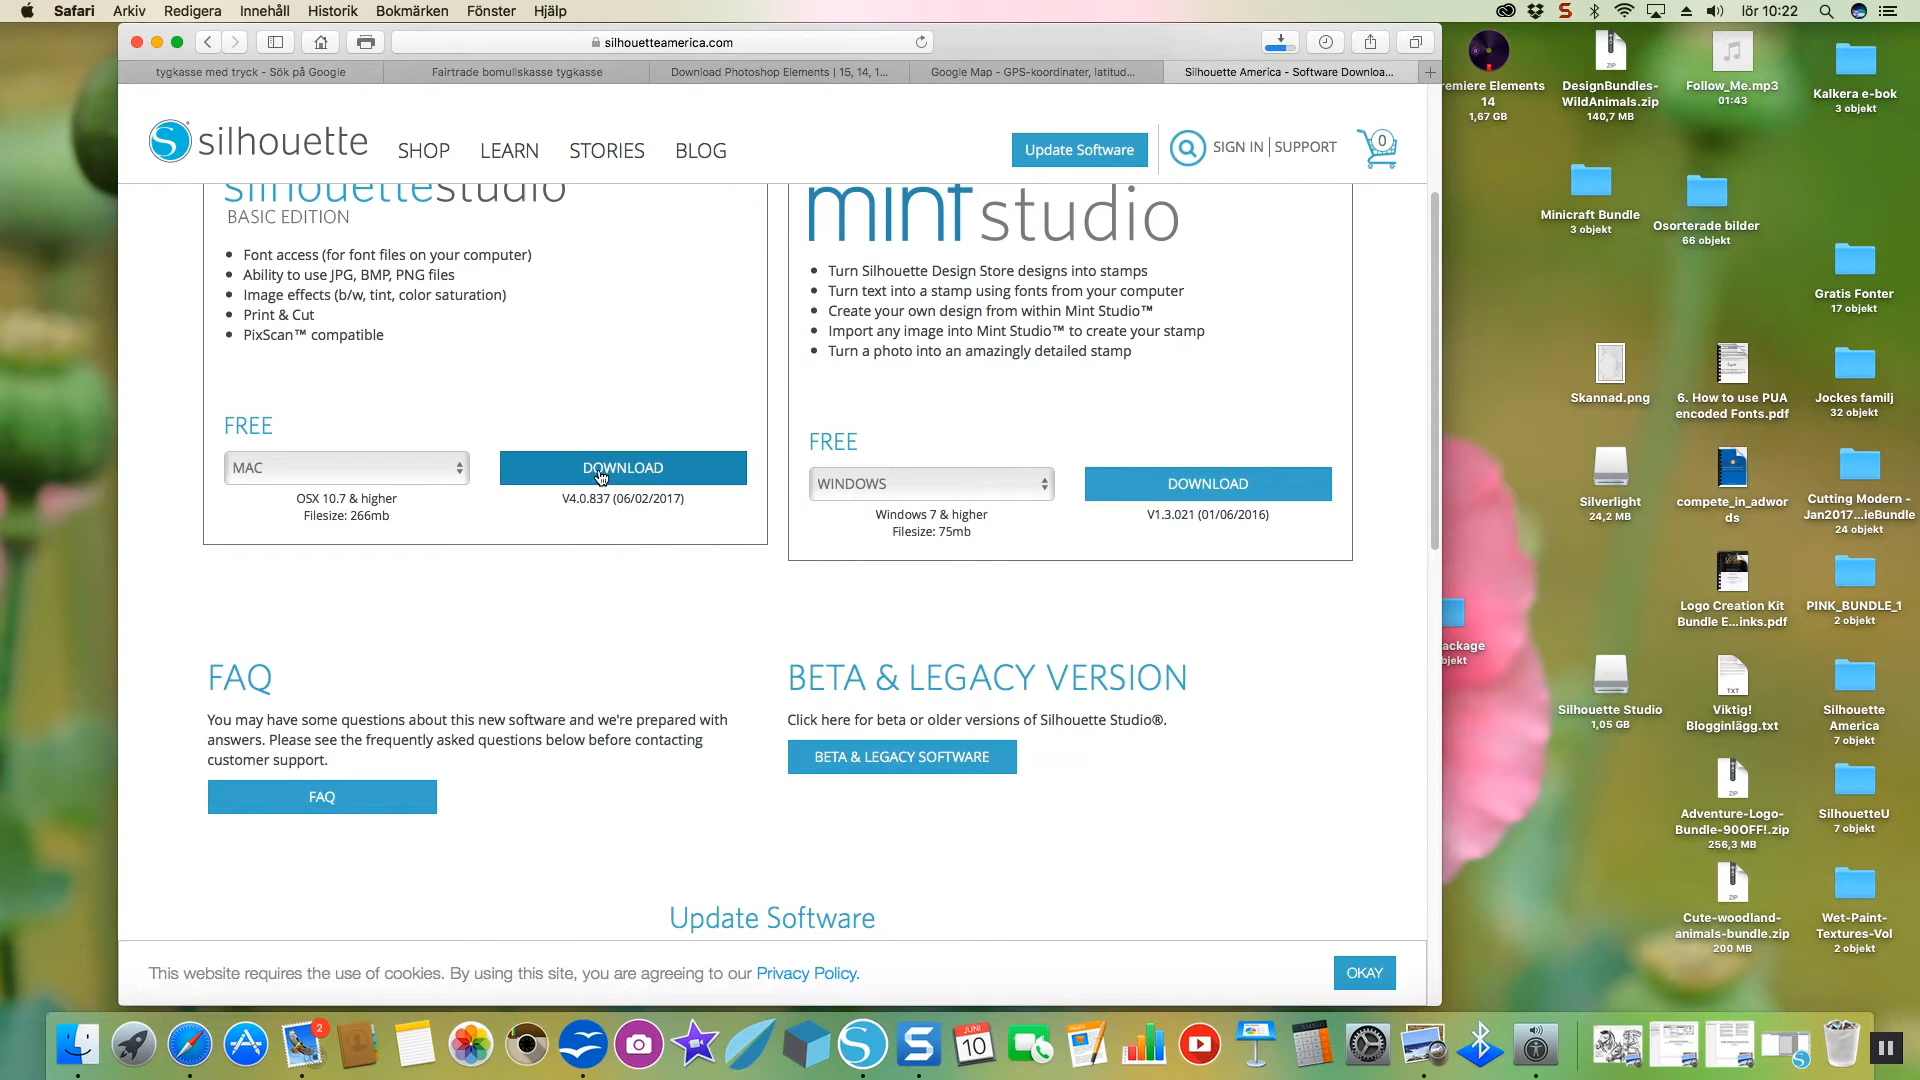 Safari Arkiv Redigera Innehåll Historik Bokmärken Fönster Hjälp
lör 10:22
silhouetteamerica.com
tygkasse med tryck - Sök på Google
Fairtrade bomullskasse tygkasse
Download Photoshop Elements | 15, 14, 1...
Google Map - GPS-koordinater, latitud...
Silhouette America - Software Downloa...
silhouette
SHOP LEARN STORIES BLOG
Update Software
SIGN IN | SUPPORT
0
silhouettestudio
BASIC EDITION
• Font access (for font files on your computer)
• Ability to use JPG, BMP, PNG files
• Image effects (b/w, tint, color saturation)
• Print & Cut
• PixScan™ compatible
FREE
MAC
DOWNLOAD
OSX 10.7 & higher
Filesize: 266mb
V4.0.837 (06/02/2017)
mint studio
• Turn Silhouette Design Store designs into stamps
• Turn text into a stamp using fonts from your computer
• Create your own design from within Mint Studio™
• Import any image into Mint Studio™ to create your stamp
• Turn a photo into an amazingly detailed stamp
FREE
WINDOWS
DOWNLOAD
Windows 7 & higher
Filesize: 75mb
V1.3.021 (01/06/2016)
FAQ
You may have some questions about this new software and we're prepared with
answers. Please see the frequently asked questions below before contacting
customer support.
FAQ
BETA & LEGACY VERSION
Click here for beta or older versions of Silhouette Studio®.
BETA & LEGACY SOFTWARE
Update Software
This website requires the use of cookies. By using this site, you are agreeing to our Privacy Policy.
OKAY
remiere Elements
14
1,67 GB
ZIP
DesignBundles-
WildAnimals.zip
140,7 MB
Follow_Me.mp3
01:43
Kalkera e-bok
3 objekt
Minicraft Bundle
3 objekt
Osorterade bilder
66 objekt
Gratis Fonter
17 objekt
Skannad.png
6. How to use PUA
encoded Fonts.pdf
Jockes familj
32 objekt
Silverlight
24,2 MB
compete_in_adwor
ds
Cutting Modern -
Jan2017...ieBundle
24 objekt
Logo Creation Kit
Bundle E...inks.pdf
PINK_BUNDLE_1
2 objekt
ackage
bjekt
Silhouette Studio
1,05 GB
TXT
Viktig!
Blogginlägg.txt
Silhouette
America
7 objekt
ZIP
Adventure-Logo-
Bundle-90OFF!.zip
256,3 MB
SilhouetteU
7 objekt
ZIP
Cute-woodland-
animals-bundle.zip
200 MB
Wet-Paint-
Textures-Vol
2 objekt
2
JUNI
10